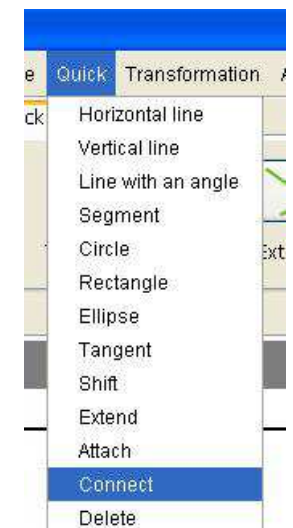 e Quick Transformation
ck
Horizontal line
Vertical line
Line with an angle
Segment
Circle
Ext
Rectangle
Ellipse
Tangent
Shift
Extend
Attach
Connect
Delete